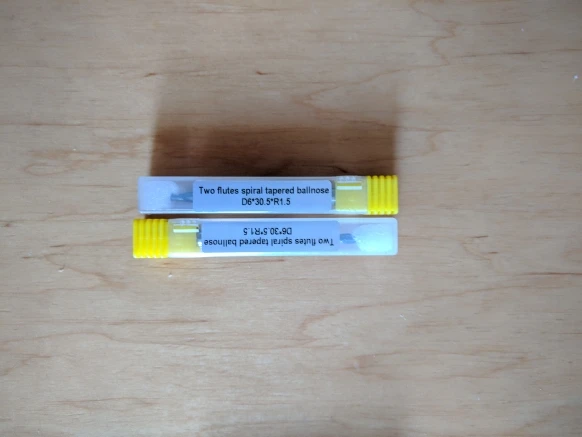 Two flutes spiral tapered ballnose
D6*30.5*R1.5
Two flutes spiral tapered ballnose
D6*30.5*R1.5